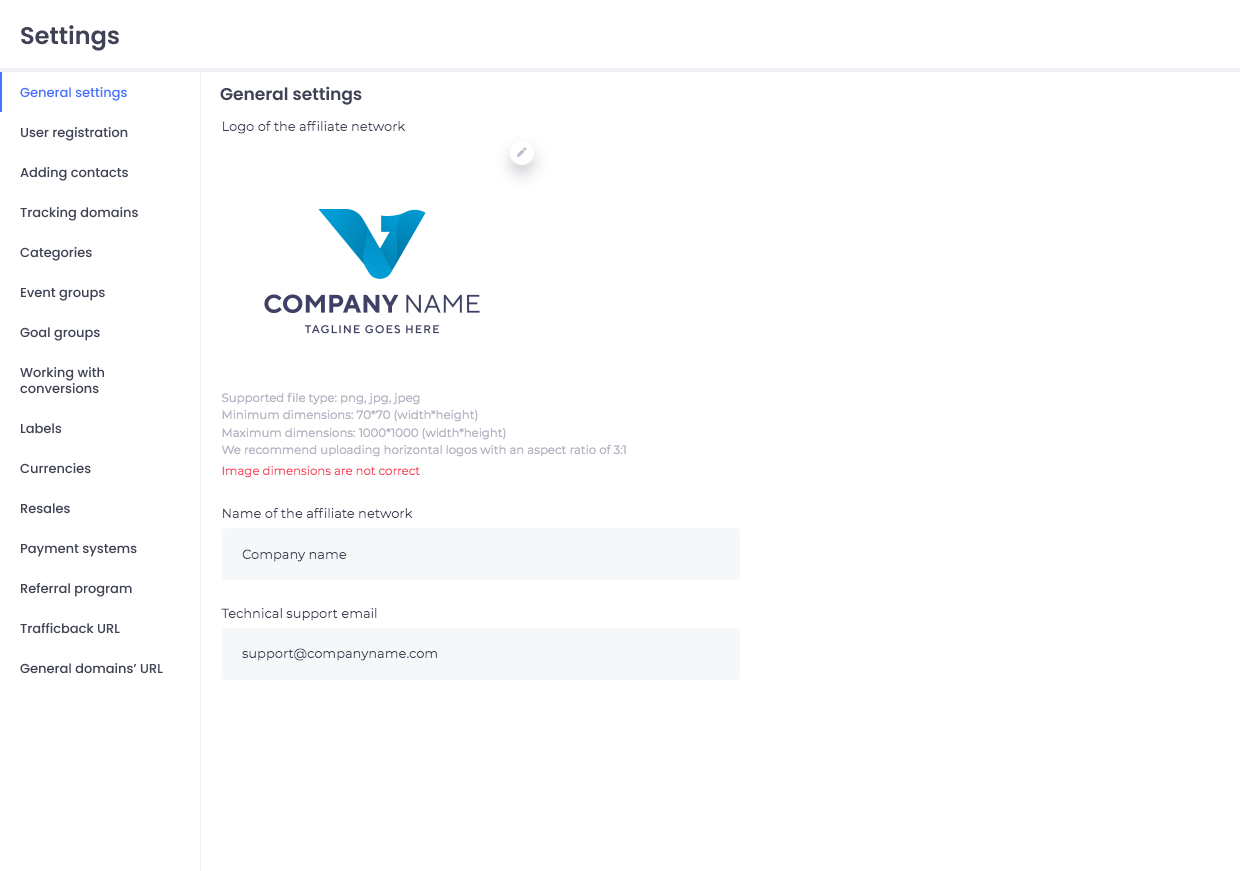 Settings
General settings
User registration
Adding contacts
Tracking domains
Categories
Event groups
Goal groups
Working with
conversions
Labels
Currencies
Resales
Payment systems
Referral program
Trafficback URL
General domains’ URL
General settings
Logo of the affiliate network
COMPANY NAME
TAGLINE GOES HERE
Supported file type: png, jpg, jpeg
Minimum dimensions: 70*70 (width*height)
Maximum dimensions: 1000*1000 (width*height)
We recommend uploading horizontal logos with an aspect ratio of 3:1
Image dimensions are not correct
Name of the affiliate network
Company name
Technical support email
support@companyname.com